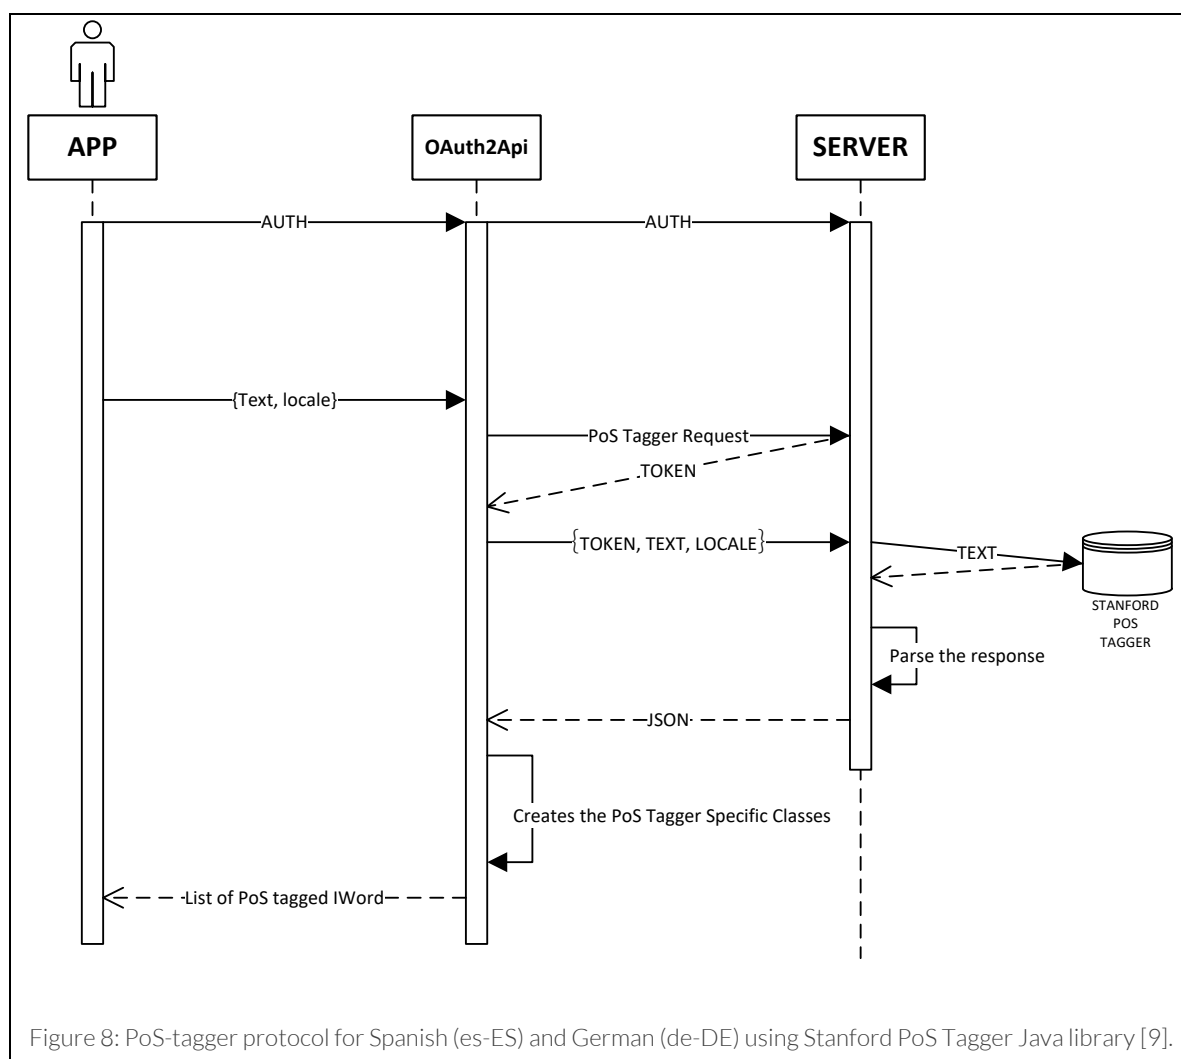 APP
OAuth2Api
SERVER
AUTH
AUTH
{Text, locale}
PoS Tagger Request
TOKEN
{TOKEN, TEXT, LOCALE}
TEXT
STANFORD
POS
TAGGER
Parse the response
JSON
Creates the PoS Tagger Specific Classes
List of PoS tagged IWord
Figure 8: PoS-tagger protocol for Spanish (es-ES) and German (de-DE) using Stanford PoS Tagger Java library [9].